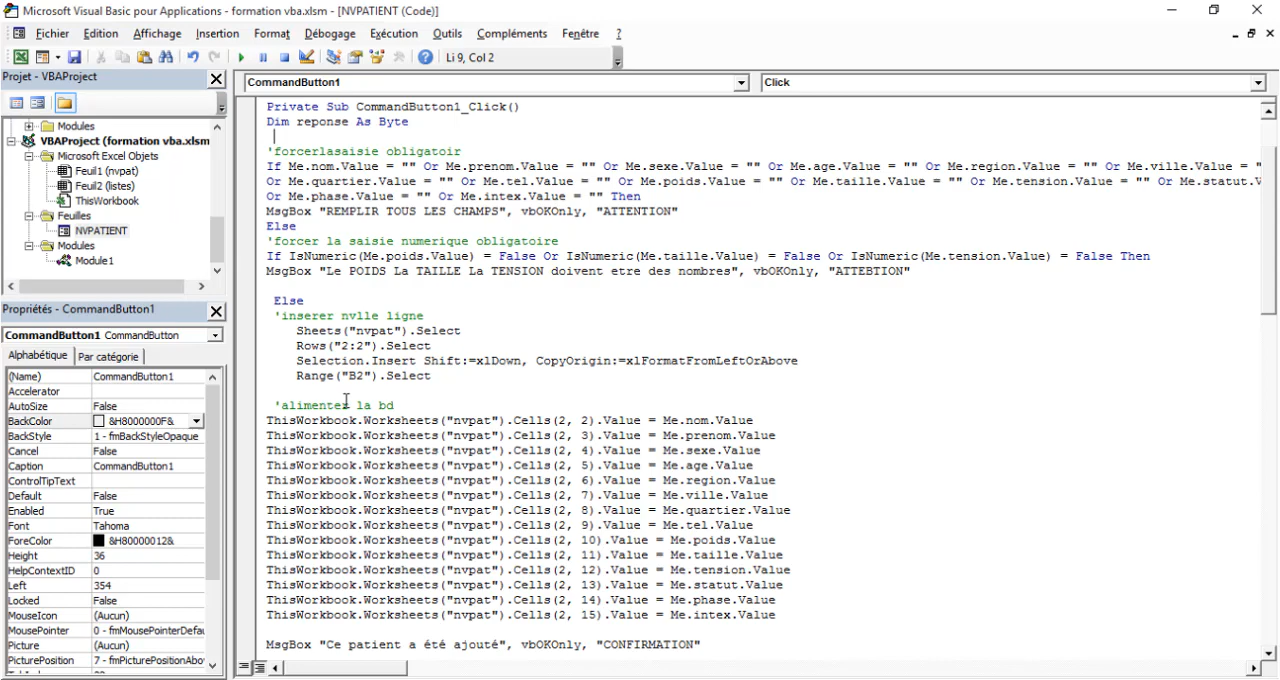 Microsoft Visual Basic pour Applications - formation vba.xlsm - [NVPATIENT (Code)]
Fichier Edition Affichage Insertion Format Débogage Exécution Outils Compléments Fenêtre ?
Li 9, Col 2
Projet - VBAProject
Modules
VBAProject (formation vba.xlsm
Microsoft Excel Objets
Feuil1 (nvpat)
Feuil2 (listes)
ThisWorkbook
Feuilles
NVPATIENT
Modules
Module1
Propriétés - CommandButton1
CommandButton1 CommandButton
Alphabétique Par catégorie
(Name) CommandButton1
Accelerator
AutoSize False
BackColor &H8000000F&
BackStyle 1 - fmBackStyleOpaque
Cancel False
Caption CommandButton1
ControlTipText
Default False
Enabled True
Font Tahoma
ForeColor &H80000012&
Height 36
HelpContextID 0
Left 354
Locked False
MouseIcon (Aucun)
MousePointer 0 - fmMousePointerDefau
Picture (Aucun)
PicturePosition 7 - fmPicturePositionAbov
CommandButton1 Click
Private Sub CommandButton1_Click()
Dim reponse As Byte
'forcerlasaisie obligatoir
If Me.nom.Value = "" Or Me.prenom.Value = "" Or Me.sexe.Value = "" Or Me.age.Value = "" Or Me.region.Value = "" Or Me.ville.Value = "
Or Me.quartier.Value = "" Or Me.tel.Value = "" Or Me.poids.Value = "" Or Me.taille.Value = "" Or Me.tension.Value = "" Or Me.statut.V
Or Me.phase.Value = "" Or Me.intex.Value = "" Then
MsgBox "REMPLIR TOUS LES CHAMPS", vbOKOnly, "ATTENTION"
Else
'forcer la saisie numerique obligatoire
If IsNumeric(Me.poids.Value) = False Or IsNumeric(Me.taille.Value) = False Or IsNumeric(Me.tension.Value) = False Then
MsgBox "Le POIDS La TAILLE La TENSION doivent etre des nombres", vbOKOnly, "ATTEBTION"
Else
'inserer nvlle ligne
Sheets("nvpat").Select
Rows("2:2").Select
Selection.Insert Shift:=xlDown, CopyOrigin:=xlFormatFromLeftOrAbove
Range("B2").Select
'alimenter la bd
ThisWorkbook.Worksheets("nvpat").Cells(2, 2).Value = Me.nom.Value
ThisWorkbook.Worksheets("nvpat").Cells(2, 3).Value = Me.prenom.Value
ThisWorkbook.Worksheets("nvpat").Cells(2, 4).Value = Me.sexe.Value
ThisWorkbook.Worksheets("nvpat").Cells(2, 5).Value = Me.age.Value
ThisWorkbook.Worksheets("nvpat").Cells(2, 6).Value = Me.region.Value
ThisWorkbook.Worksheets("nvpat").Cells(2, 7).Value = Me.ville.Value
ThisWorkbook.Worksheets("nvpat").Cells(2, 8).Value = Me.quartier.Value
ThisWorkbook.Worksheets("nvpat").Cells(2, 9).Value = Me.tel.Value
ThisWorkbook.Worksheets("nvpat").Cells(2, 10).Value = Me.poids.Value
ThisWorkbook.Worksheets("nvpat").Cells(2, 11).Value = Me.taille.Value
ThisWorkbook.Worksheets("nvpat").Cells(2, 12).Value = Me.tension.Value
ThisWorkbook.Worksheets("nvpat").Cells(2, 13).Value = Me.statut.Value
ThisWorkbook.Worksheets("nvpat").Cells(2, 14).Value = Me.phase.Value
ThisWorkbook.Worksheets("nvpat").Cells(2, 15).Value = Me.intex.Value
MsgBox "Ce patient a été ajouté", vbOKOnly, "CONFIRMATION"